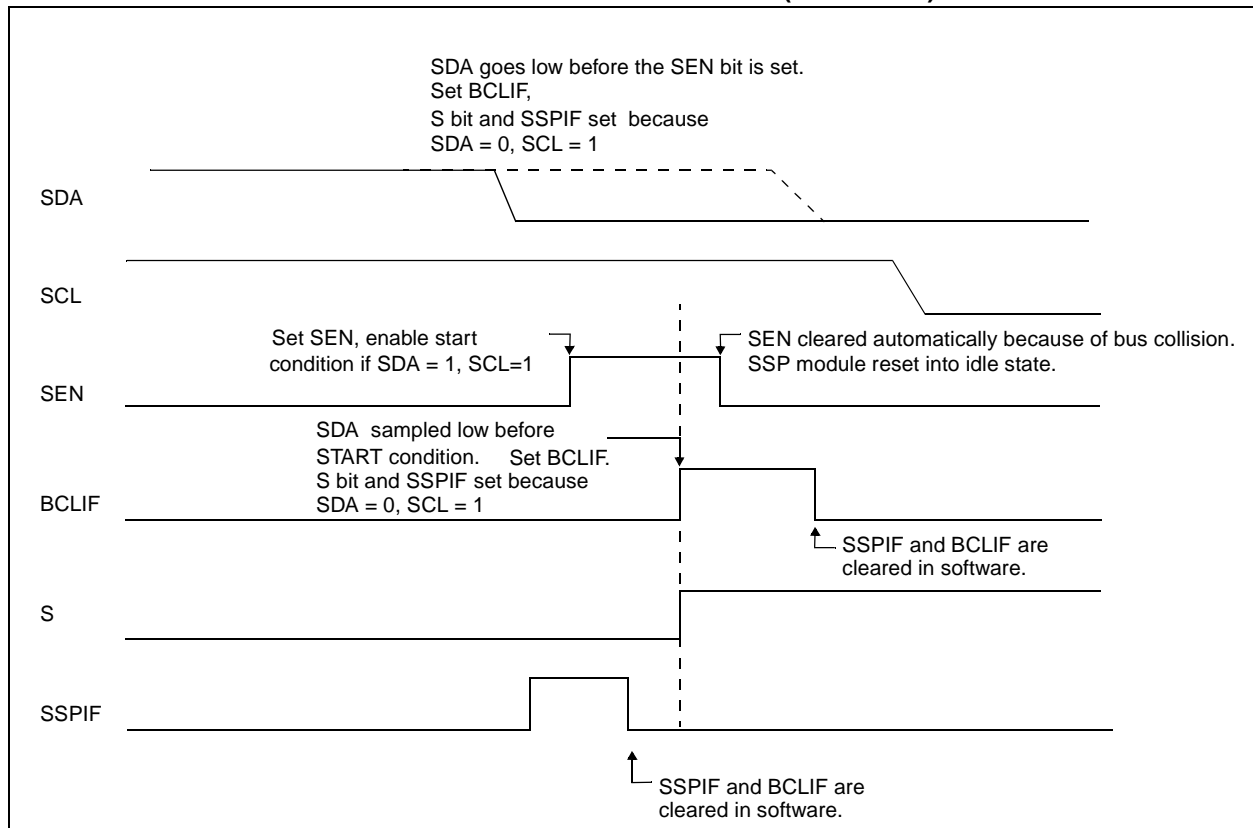 SDA goes low before the SEN bit is set.
Set BCLIF,
S bit and SSPIF set because
SDA = 0, SCL = 1
SDA
SCL
Set SEN, enable start
condition if SDA = 1, SCL=1
SEN cleared automatically because of bus collision.
SSP module reset into idle state.
SEN
SDA sampled low before
START condition. Set BCLIF.
S bit and SSPIF set because
SDA = 0, SCL = 1
BCLIF
SSPIF and BCLIF are
cleared in software.
S
SSPIF
SSPIF and BCLIF are
cleared in software.